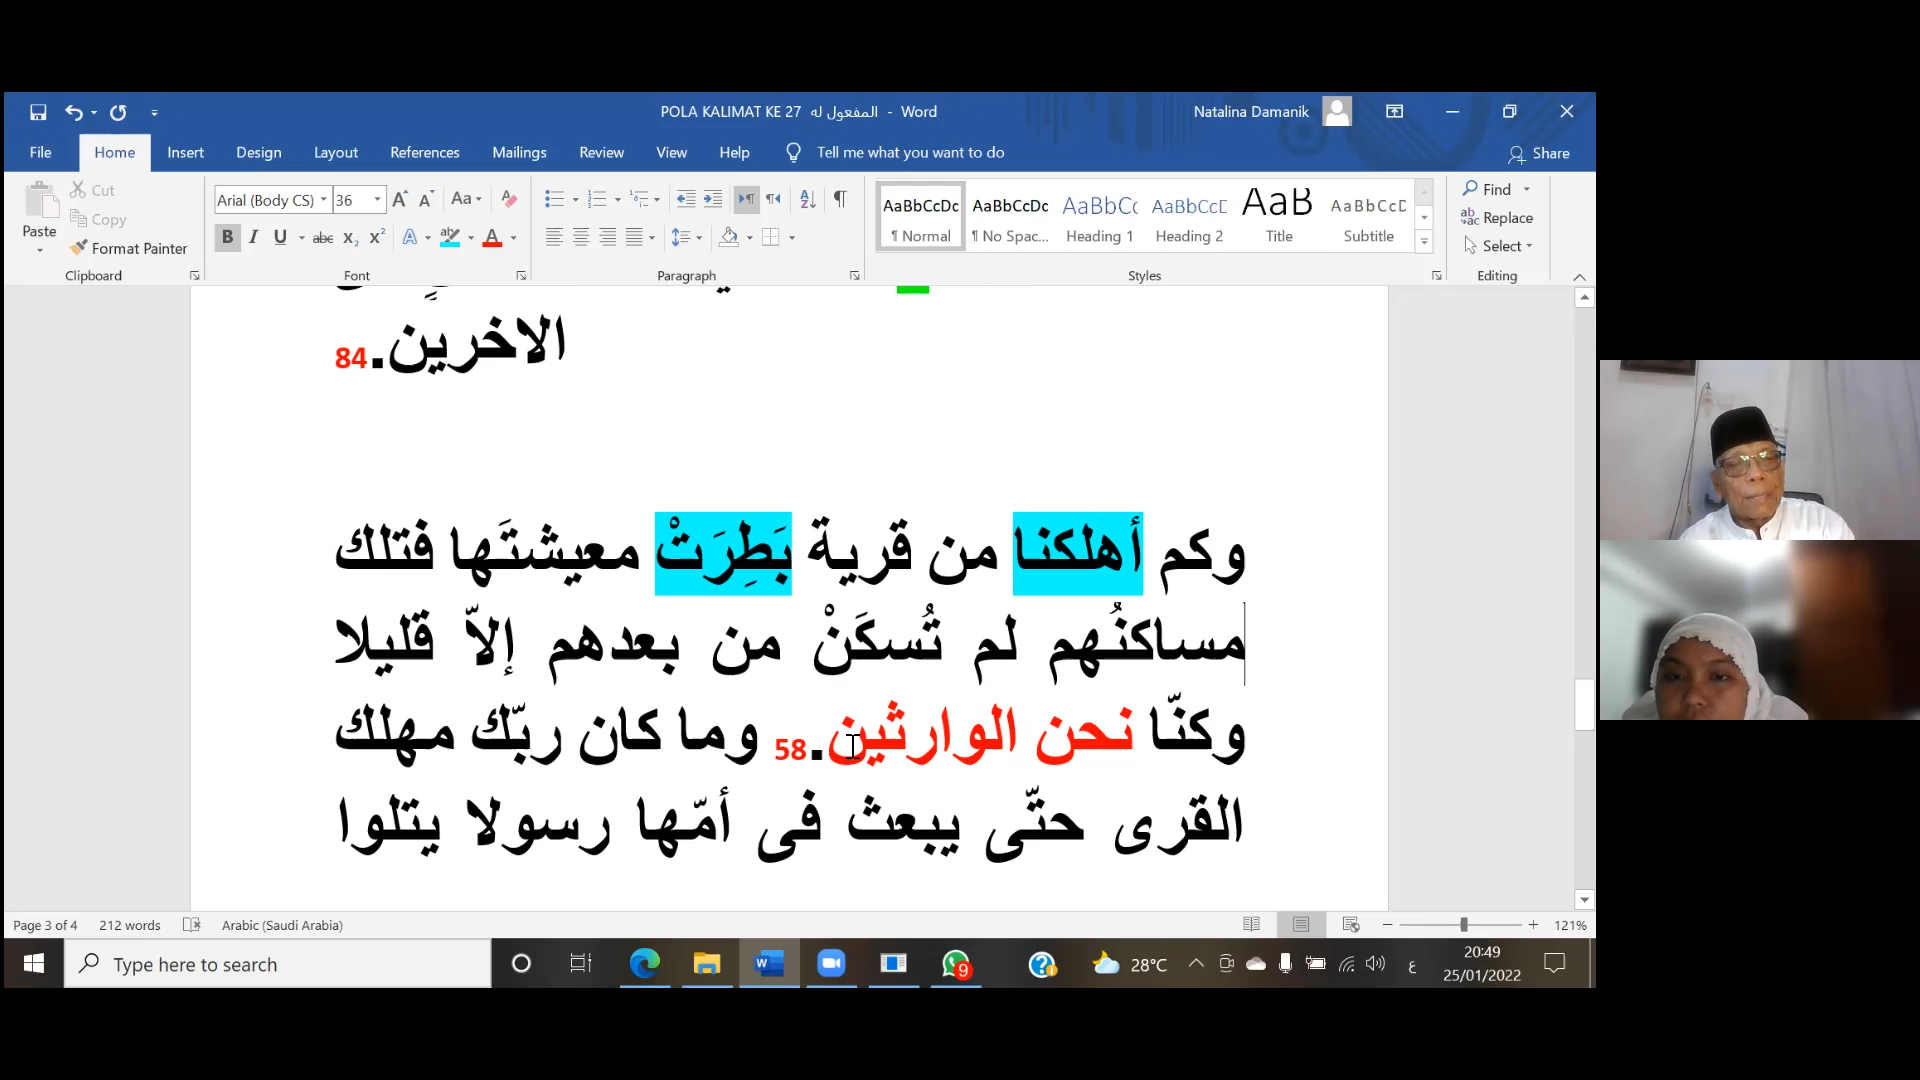 POLA KALIMAT KE 27 المفعول له - Word
Natalina Damanik
File Home Insert Design Layout References Mailings Review View Help Tell me what you want to do Share
Paste
Cut
Copy
Format Painter
Clipboard
Arial (Body CS) 36
Font
Paragraph
AaBbCcDc AaBbCcDc AaBbCc AaBbCcD AaB AaBbCcD
¶ Normal ¶ No Spac... Heading 1 Heading 2 Title Subtitle
Styles
Find
Replace
Select
Editing
الاخرين.84
وكم أهلكنا من قرية بَطِرَتْ معيشتَها فتلك
مساكنُهم لم تُسكَنْ من بعدهم إلاّ قليلا
وكنّا نحن الوارثين.58 وما كان ربّك مهلك
القرى حتّى يبعث فى أمّها رسولا يتلوا
Page 3 of 4 212 words Arabic (Saudi Arabia) 121%
Type here to search
9
28°C
ع
20:49
25/01/2022